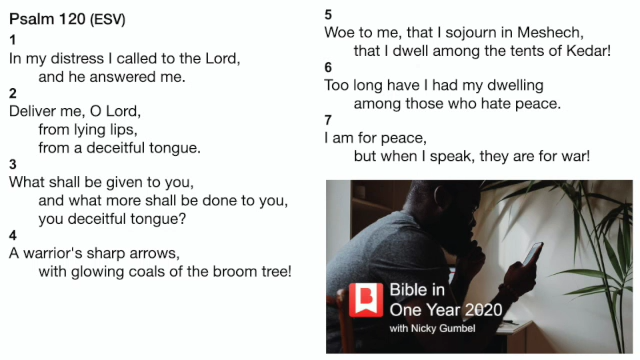 Psalm 120 (ESV)
1
In my distress I called to the Lord,
and he answered me.
2
Deliver me, O Lord,
from lying lips,
from a deceitful tongue.
3
What shall be given to you,
and what more shall be done to you,
you deceitful tongue?
4
A warrior's sharp arrows,
with glowing coals of the broom tree!
5
Woe to me, that I sojourn in Meshech,
that I dwell among the tents of Kedar!
6
Too long have I had my dwelling
among those who hate peace.
7
I am for peace,
but when I speak, they are for war!
B
Bible in
One Year 2020
with Nicky Gumbel